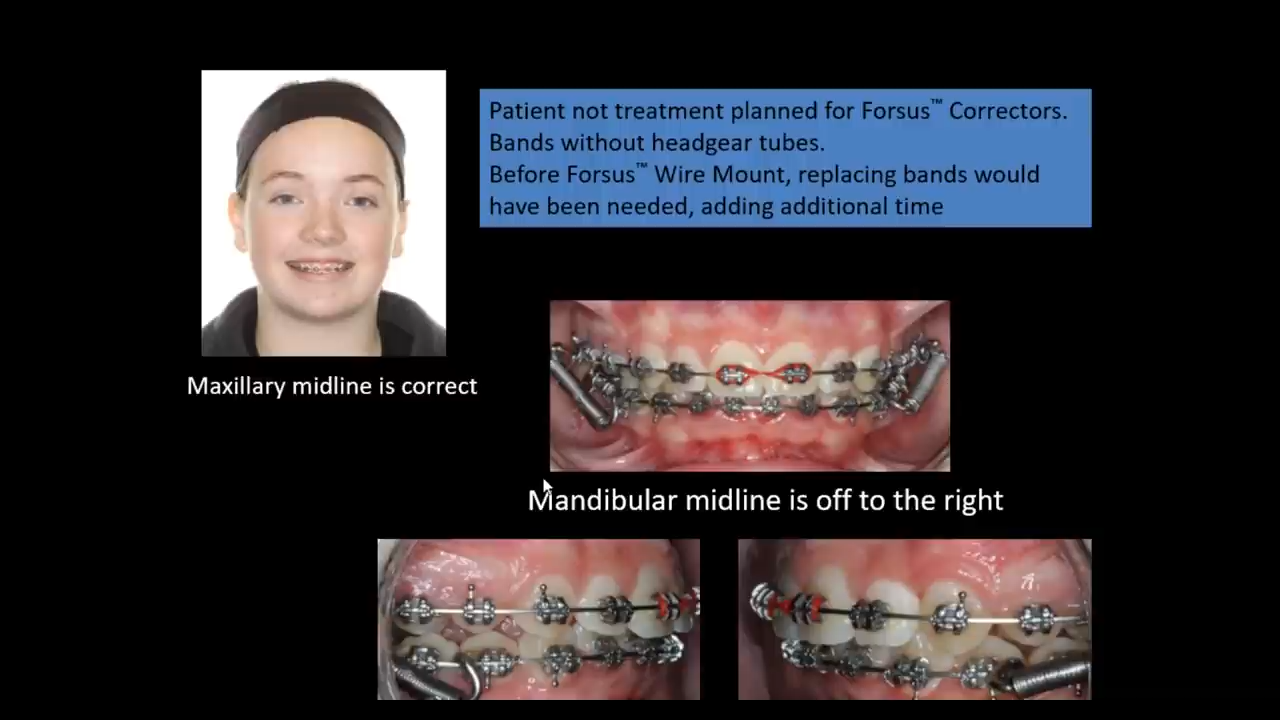 Patient not treatment planned for Forsus™ Correctors.
Bands without headgear tubes.
Before Forsus™ Wire Mount, replacing bands would
have been needed, adding additional time
Maxillary midline is correct
Mandibular midline is off to the right